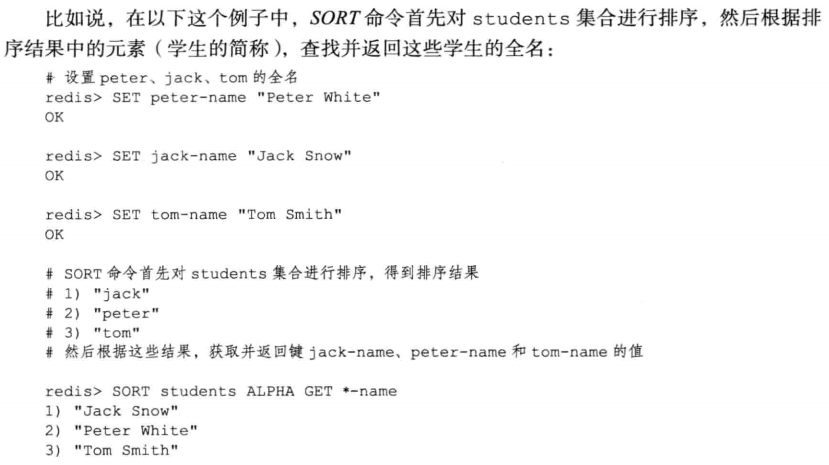 比如说，在以下这个例子中，SORT 命令首先对 students 集合进行排序，然后根据排
序结果中的元素（学生的简称），查找并返回这些学生的全名：
# 设置 peter、jack、tom 的全名
redis> SET peter-name "Peter White"
OK
redis> SET jack-name "Jack Snow"
OK
redis> SET tom-name "Tom Smith"
OK
# SORT 命令首先对 students 集合进行排序，得到排序结果
# 1) "jack"
# 2) "peter"
# 3) "tom"
# 然后根据这些结果，获取并返回键 jack-name、peter-name 和 tom-name 的值
redis> SORT students ALPHA GET *-name
1) "Jack Snow"
2) "Peter White"
3) "Tom Smith"